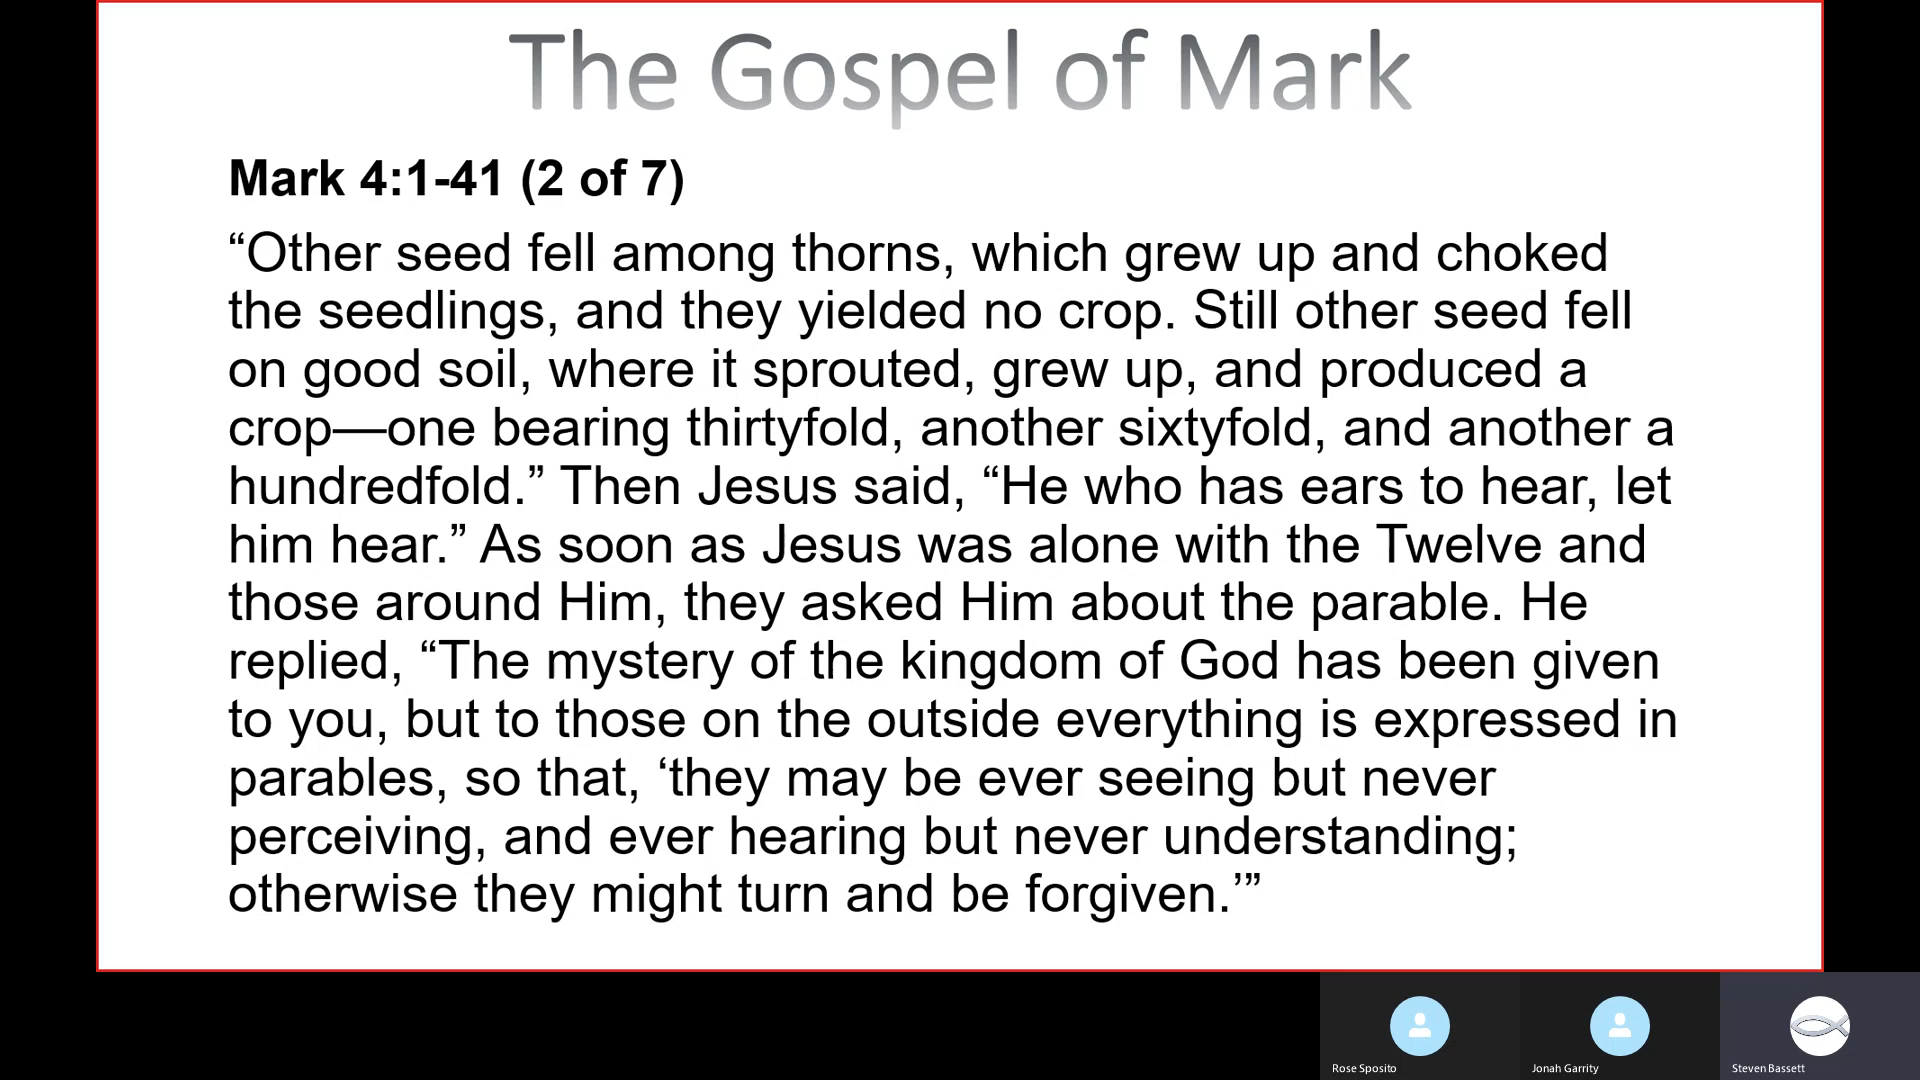 The Gospel of Mark
Mark 4:1-41 (2 of 7)
“Other seed fell among thorns, which grew up and choked
the seedlings, and they yielded no crop. Still other seed fell
on good soil, where it sprouted, grew up, and produced a
crop—one bearing thirtyfold, another sixtyfold, and another a
hundredfold.” Then Jesus said, “He who has ears to hear, let
him hear.” As soon as Jesus was alone with the Twelve and
those around Him, they asked Him about the parable. He
replied, “The mystery of the kingdom of God has been given
to you, but to those on the outside everything is expressed in
parables, so that, ‘they may be ever seeing but never
perceiving, and ever hearing but never understanding;
otherwise they might turn and be forgiven.’”
Rose Sposito
Jonah Garrity
Steven Bassett